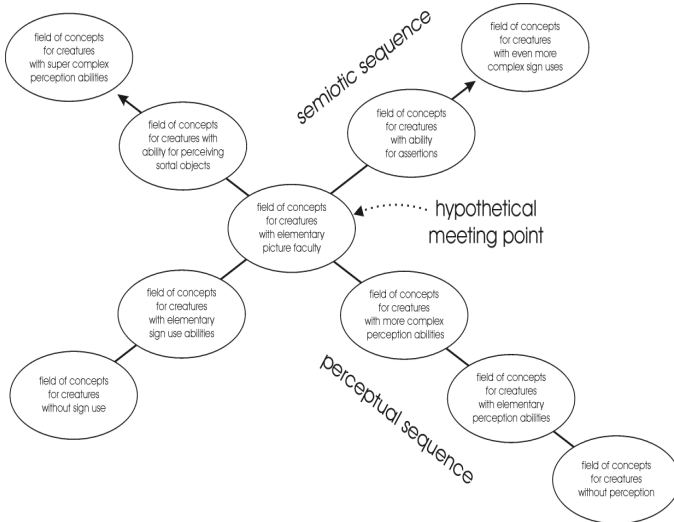 field of concepts
for creatures
with super complex
perception abilities
semiotic sequence
field of concepts
for creatures
with even more
complex sign uses
field of concepts
for creatures with
ability for perceiving
sortal objects
field of concepts
for creatures
with ability
for assertions
field of concepts
for creatures
with elementary
picture faculty
hypothetical
meeting point
field of concepts
for creatures
with elementary
sign use abilities
field of concepts
for creatures
with more complex
perception abilities
field of concepts
for creatures
without sign use
perceptual sequence
field of concepts
for creatures
with elementary
perception abilities
field of concepts
for creatures
without perception